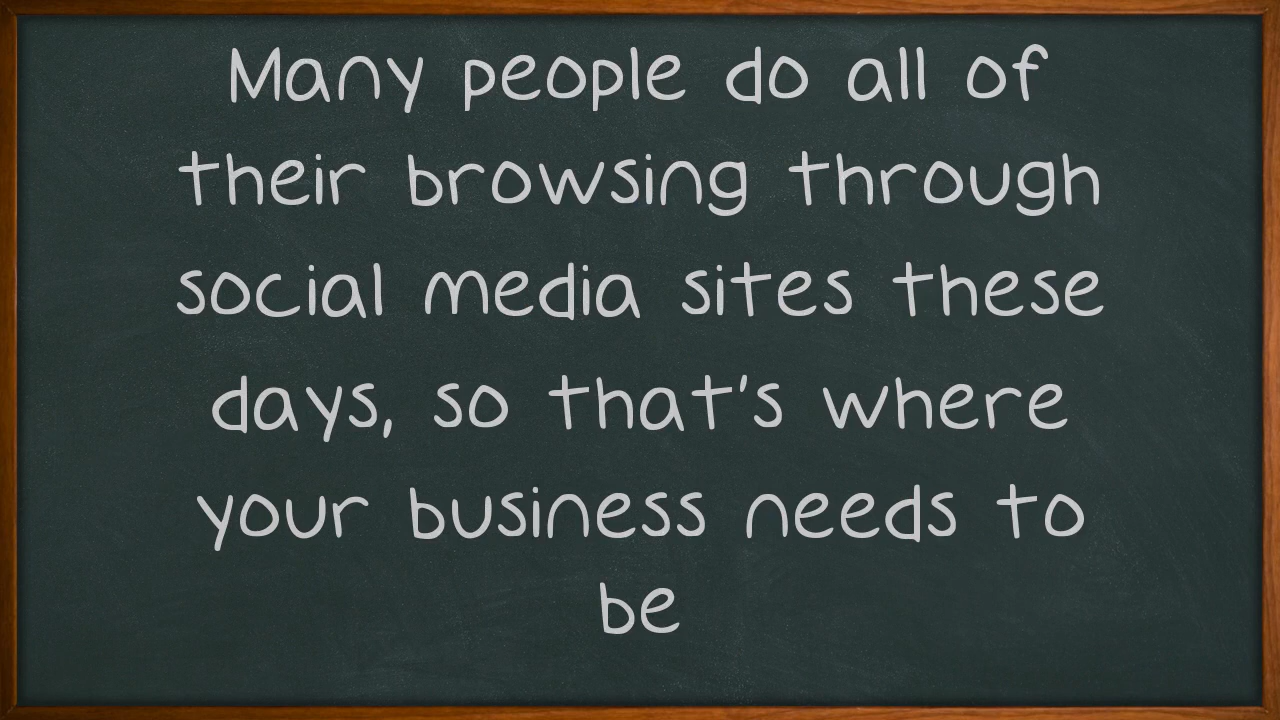 Many people do all of
their browsing through
social media sites these
days, so that's where
your business needs to
be